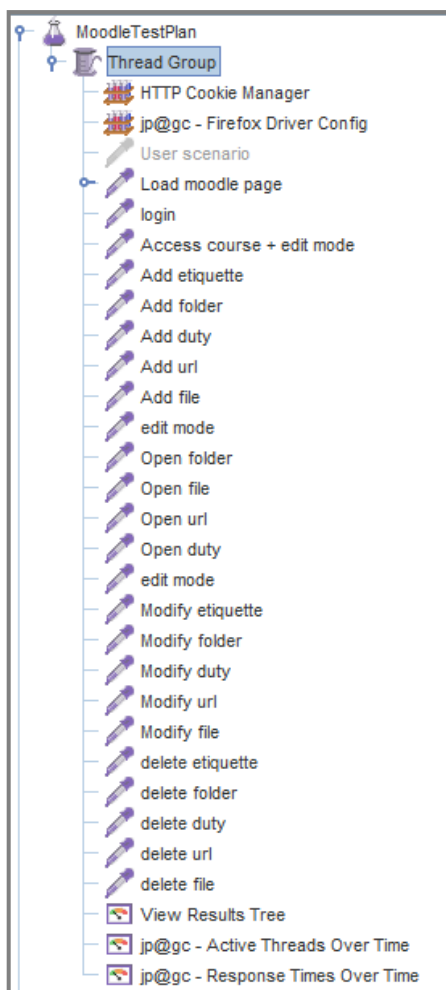 MoodleTestPlan
Thread Group
HTTP Cookie Manager
jp@gc - Firefox Driver Config
User scenario
Load moodle page
login
Access course + edit mode
Add etiquette
Add folder
Add duty
Add url
Add file
edit mode
Open folder
Open file
Open url
Open duty
edit mode
Modify etiquette
Modify folder
Modify duty
Modify url
Modify file
delete etiquette
delete folder
delete duty
delete url
delete file
View Results Tree
jp@gc - Active Threads Over Time
jp@gc - Response Times Over Time